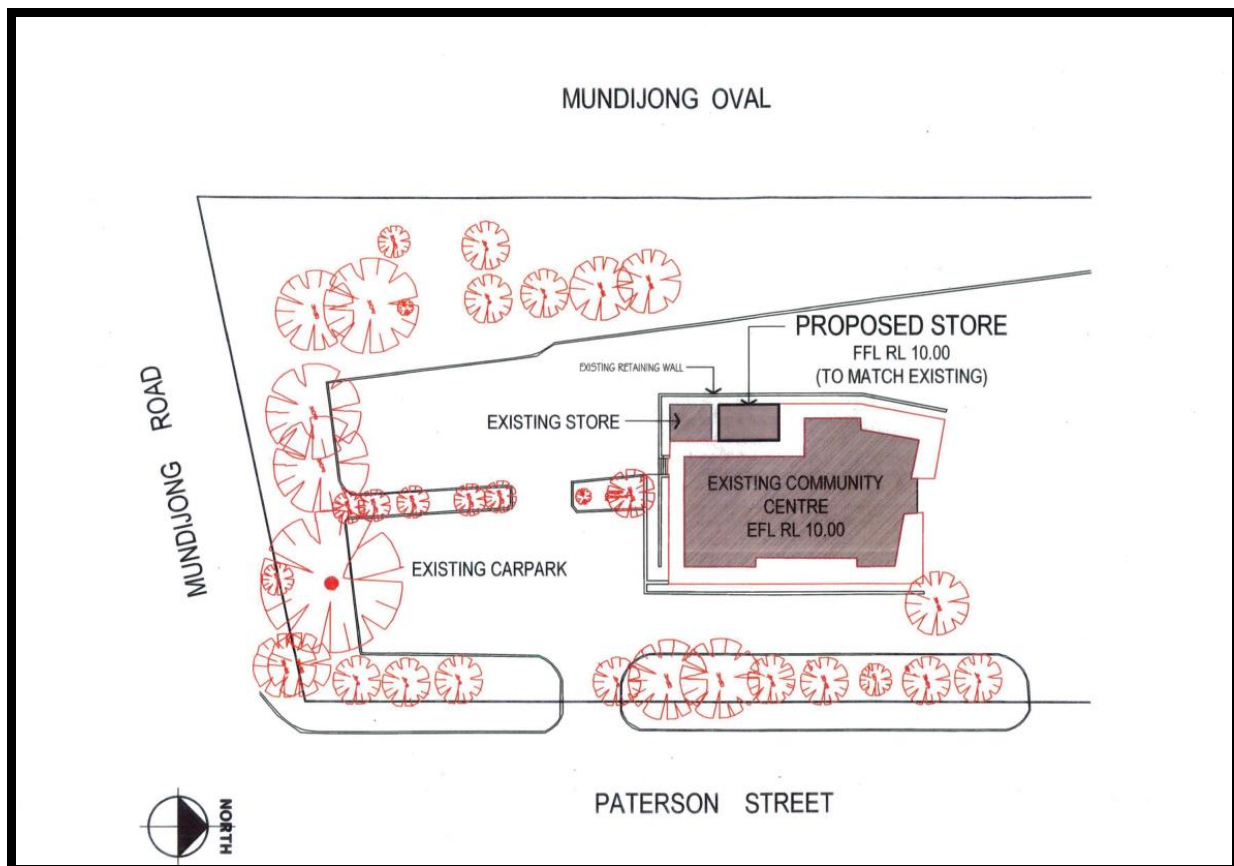 MUNDIJONG OVAL
PROPOSED STORE
FFL RL 10.00
(TO MATCH EXISTING)
EXISTING RETAINING WALL
EXISTING STORE
MUNDIJONG ROAD
EXISTING COMMUNITY
CENTRE
EFL RL 10.00
EXISTING CARPARK
PATERSON STREET
NORTH